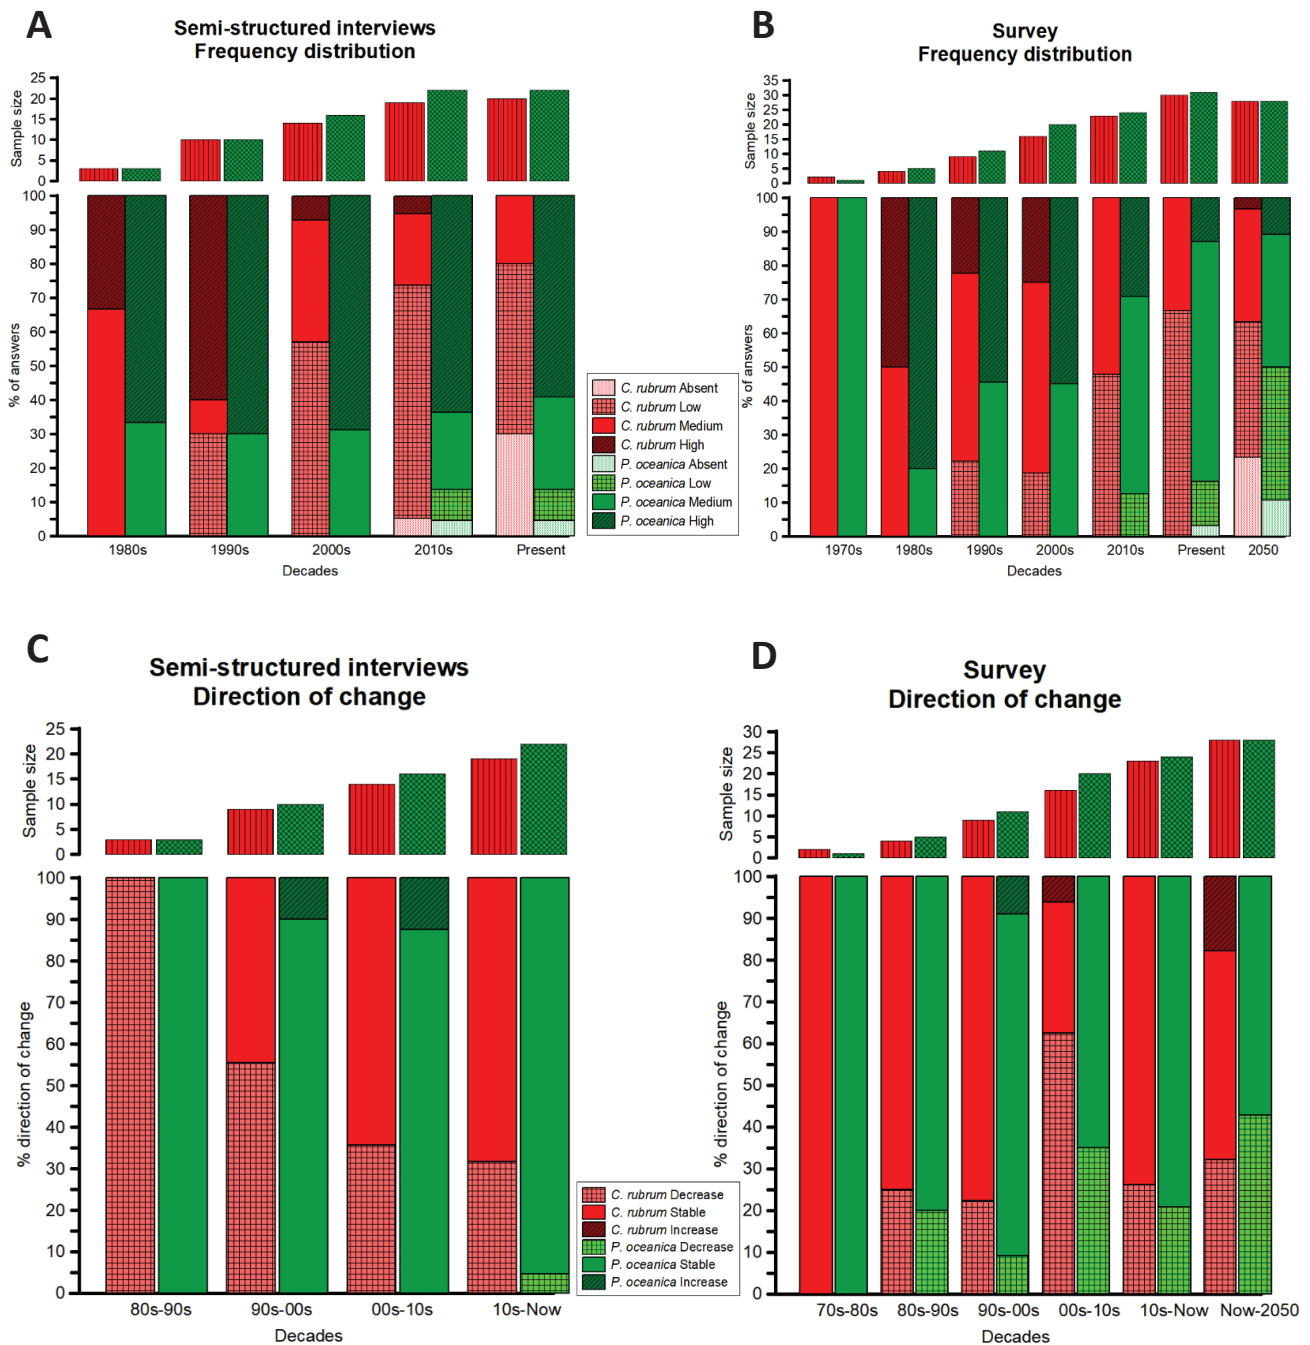 A
Semi-structured interviews
Frequency distribution
Sample size
25
20
15
10
5
0
% of answers
100
90
80
70
60
50
40
30
20
10
0
1980s 1990s 2000s 2010s Present
Decades
C. rubrum Absent
C. rubrum Low
C. rubrum Medium
C. rubrum High
P. oceanica Absent
P. oceanica Low
P. oceanica Medium
P. oceanica High
B
Survey
Frequency distribution
Sample size
35
30
25
20
15
10
5
0
% of answers
100
90
80
70
60
50
40
30
20
10
0
1970s 1980s 1990s 2000s 2010s Present 2050
Decades
C
Semi-structured interviews
Direction of change
Sample size
25
20
15
10
5
0
% direction of change
100
90
80
70
60
50
40
30
20
10
0
80s-90s 90s-00s 00s-10s 10s-Now
Decades
C. rubrum Decrease
C. rubrum Stable
C. rubrum Increase
P. oceanica Decrease
P. oceanica Stable
P. oceanica Increase
D
Survey
Direction of change
Sample size
30
25
20
15
10
5
0
% direction of change
100
90
80
70
60
50
40
30
20
10
0
70s-80s 80s-90s 90s-00s 00s-10s 10s-Now Now-2050
Decades